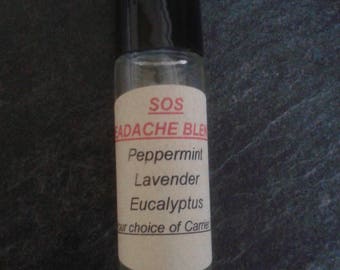 SOS
EADACHE BLEN
Peppermint
Lavender
Eucalyptus
our choice of Carrie